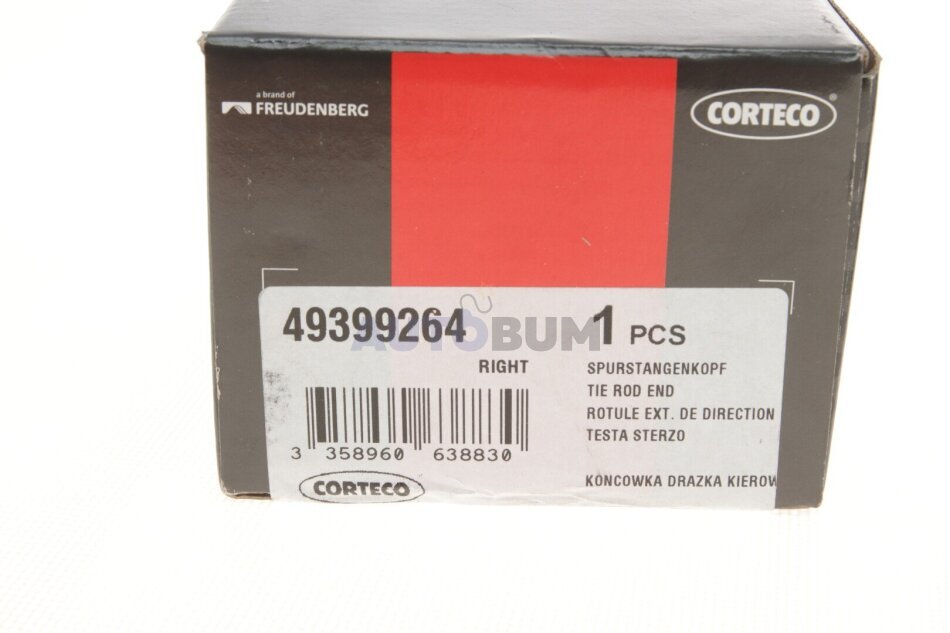 a brand of
FREUDENBERG
CORTECO®
49399264
1 PCS
AUTOBUM
RIGHT
SPURSTANGENKOPF
TIE ROD END
ROTULE EXT. DE DIRECTION
TESTA STERZO
KONCOWKA DRAZKA KIEROW
3 358960 638830
CORTECO